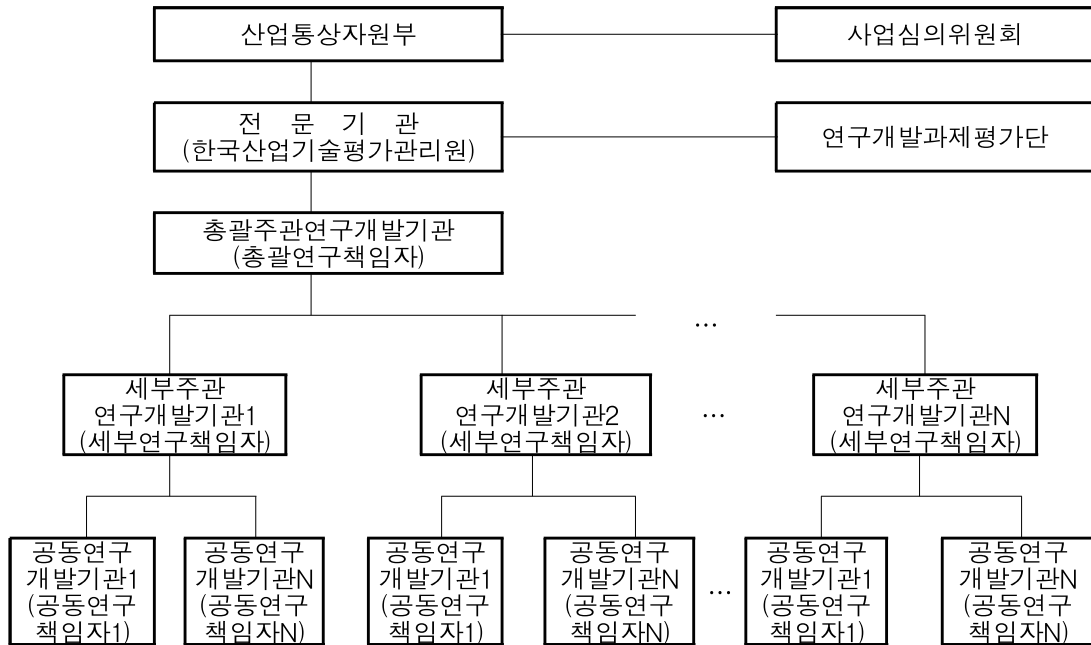 산업통상자원부
사업심의위원회
전 문 기 관
(한국산업기술평가관리원)
연구개발과제평가단
총괄주관연구개발기관
(총괄연구책임자)
...
세부주관
연구개발기관1
(세부연구책임자)
세부주관
연구개발기관2
(세부연구책임자)
...
세부주관
연구개발기관N
(세부연구책임자)
공동연구
개발기관1
(공동연구
책임자1)
공동연구
개발기관N
(공동연구
책임자N)
공동연구
개발기관1
(공동연구
책임자1)
공동연구
개발기관N
(공동연구
책임자N)
...
공동연구
개발기관1
(공동연구
책임자1)
공동연구
개발기관N
(공동연구
책임자N)